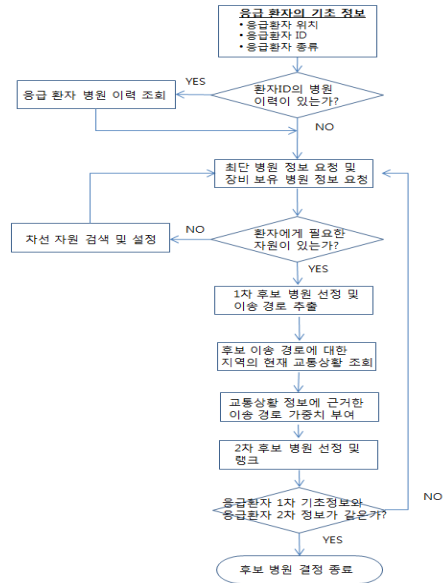 응급 환자의 기초 정보
•응급환자 위치
•응급환자 ID
•응급환자 종류
YES
환자ID의 병원
이력이 있는가?
응급 환자 병원 이력 조회
NO
최단 병원 정보 요청 및
장비 보유 병원 정보 요청
NO
환자에게 필요한
자원이 있는가?
차선 자원 검색 및 설정
YES
1차 후보 병원 선정 및
이송 경로 추출
후보 이송 경로에 대한
지역의 현재 교통상황 조회
교통상황 정보에 근거한
이송 경로 가중치 부여
2차 후보 병원 선정 및
랭크
응급환자 1차 기초정보와
응급환자 2차 정보가 같은가?
NO
YES
후보 병원 결정 종료